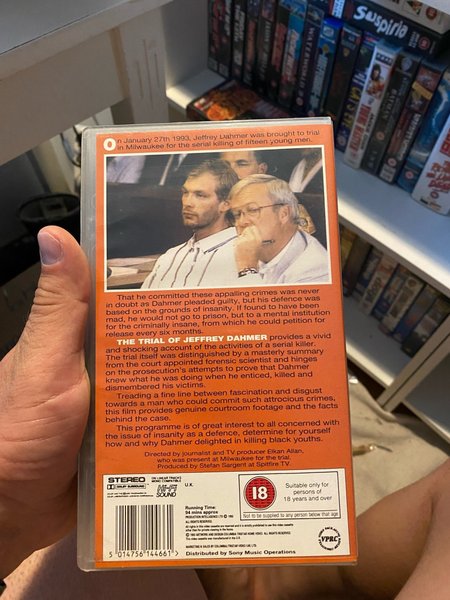 On January 27th 1993, Jeffrey Dahmer was brought to trial
in Milwaukee for the serial killing of fifteen young men.
That he committed these appalling crimes was never
in doubt as Dahmer pleaded guilty, but his defence was
based on the grounds of insanity. If found to have been
mad, he would not go to prison, but to a mental institution
for the criminally insane, from which he could petition for
release every six months.
THE TRIAL OF JEFFREY DAHMER provides a vivid
and shocking account of the activities of a serial killer.
The trial itself was distinguished by a masterly summary
from the court appointed forensic scientist and hinges
on the prosecution's attempts to prove that Dahmer
knew what he was doing when he enticed, killed and
dismembered his victims.
Treading a fine line between fascination and disgust
towards a man who could commit such atrocious crimes,
this film provides genuine courtroom footage and the facts
behind the case.
This programme is of great interest to all concerned with
the issue of insanity as a defence, determine for yourself
how and why Dahmer delighted in killing black youths.
Directed by journalist and TV producer Elkan Allan,
who was present at Milwaukee for the trial.
Produced by Stefan Sargent at Spitfire TV.
STEREO
DOLBY SURROUND
SOUND
U.K.
Running Time:
94 mins approx
ALL RIGHTS RESERVED.
18
Suitable only for
persons of
18 years and over
Not to be supplied to any person below that age
VPRC
5 014756 144661
Distributed by Sony Music Operations
Suspiria
18